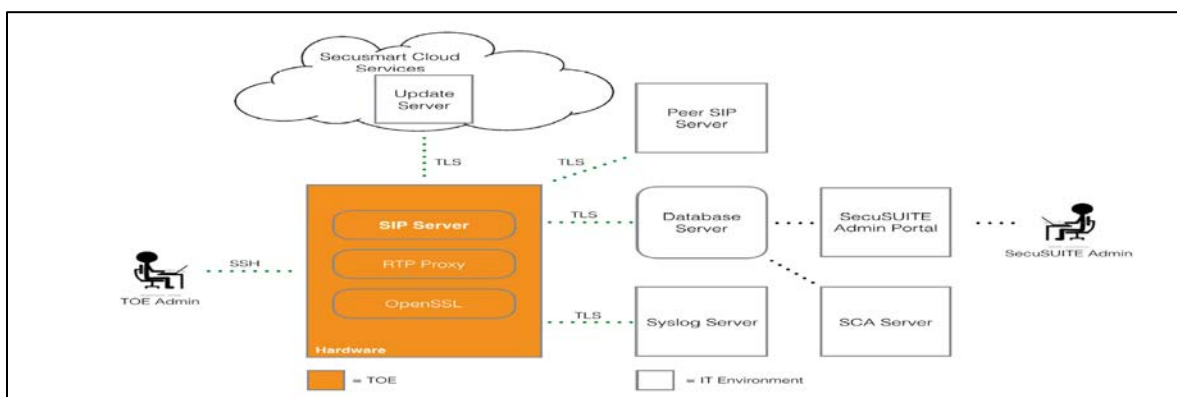 Secusmart Cloud
Services
Update
Server
Peer SIP
Server
TLS
TLS
SIP Server
RTP Proxy
OpenSSL
Hardware
TLS
Database
Server
SecuSUITE
Admin Portal
SecuSUITE Admin
SSH
TOE Admin
TLS
Syslog Server
SCA Server
= TOE
= IT Environment